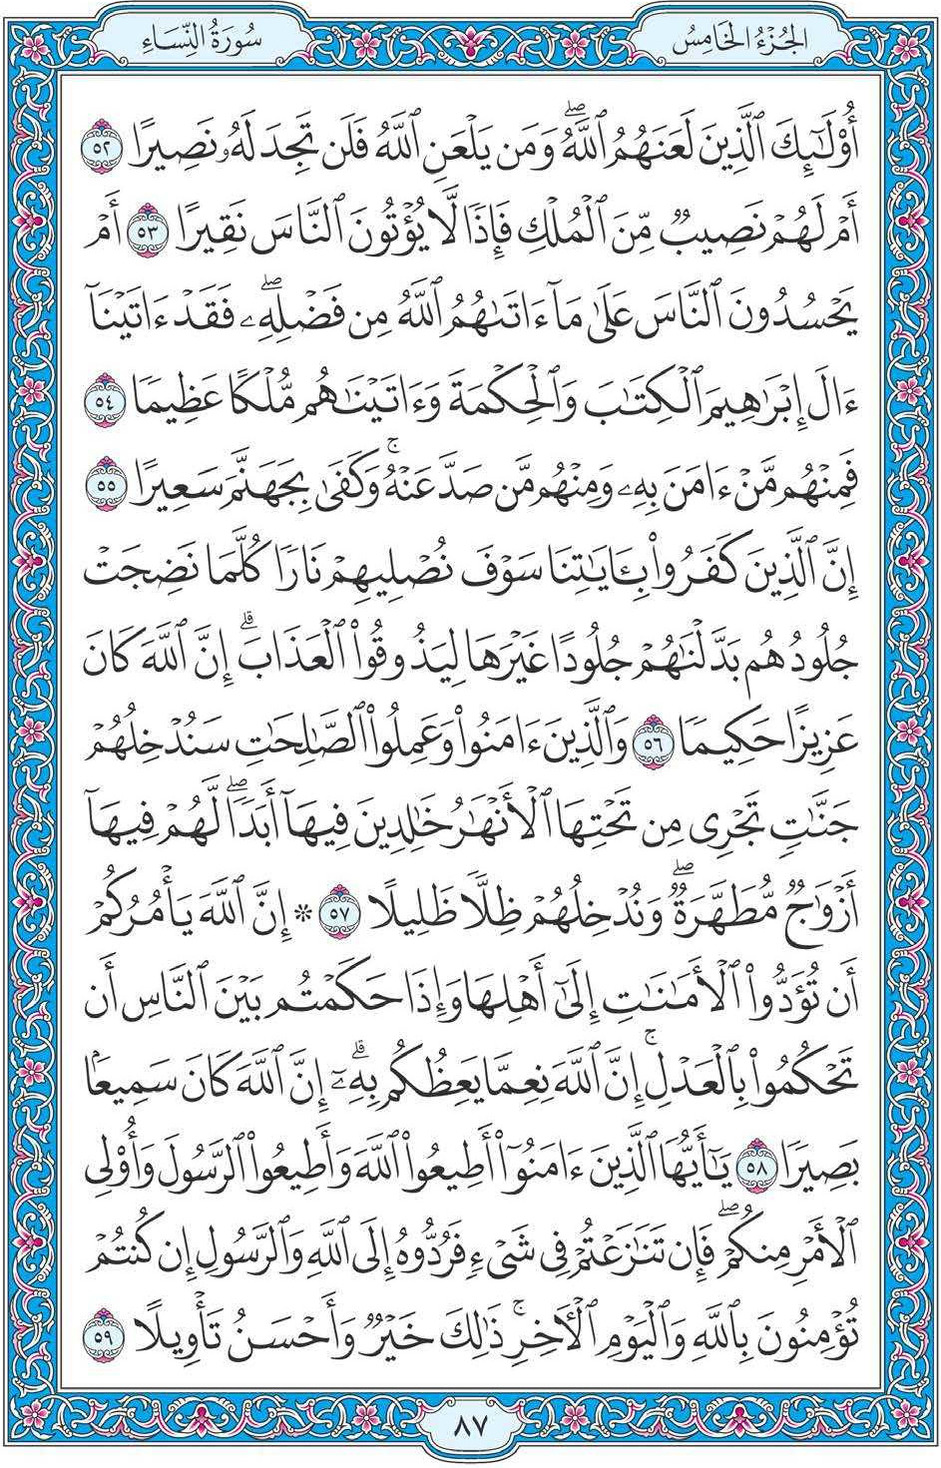 الجُزْءُ الخَامِسُ
سُورَةُ النِّسَاءِ
أُوْلَٰٓئِكَ ٱلَّذِينَ لَعَنَهُمُ ٱللَّهُۖ وَمَن يَلْعَنِ ٱللَّهُ فَلَن تَجِدَ لَهُۥ نَصِيرًا ٥٢
أَمْ لَهُمْ نَصِيبٌ مِّنَ ٱلْمُلْكِ فَإِذًا لَّا يُؤْتُونَ ٱلنَّاسَ نَقِيرًا ٥٣ أَمْ
يَحْسُدُونَ ٱلنَّاسَ عَلَىٰ مَآ ءَاتَىٰهُمُ ٱللَّهُ مِن فَضْلِهِۦۖ فَقَدْ ءَاتَيْنَآ
ءَالَ إِبْرَٰهِيمَ ٱلْكِتَٰبَ وَٱلْحِكْمَةَ وَءَاتَيْنَٰهُم مُّلْكًا عَظِيمًا ٥٤
فَمِنْهُم مَّنْ ءَامَنَ بِهِۦ وَمِنْهُم مَّن صَدَّ عَنْهُۚ وَكَفَىٰ بِجَهَنَّمَ سَعِيرًا ٥٥
إِنَّ ٱلَّذِينَ كَفَرُوا۟ بِـَٔايَٰتِنَا سَوْفَ نُصْلِيهِمْ نَارًا كُلَّمَا نَضِجَتْ
جُلُودُهُم بَدَّلْنَٰهُمْ جُلُودًا غَيْرَهَا لِيَذُوقُوا۟ ٱلْعَذَابَۗ إِنَّ ٱللَّهَ كَانَ
عَزِيزًا حَكِيمًا ٥٦ وَٱلَّذِينَ ءَامَنُوا۟ وَعَمِلُوا۟ ٱلصَّٰلِحَٰتِ سَنُدْخِلُهُمْ
جَنَّٰتٍ تَجْرِى مِن تَحْتِهَا ٱلْأَنْهَٰرُ خَٰلِدِينَ فِيهَآ أَبَدًاۖ لَّهُمْ فِيهَآ
أَزْوَٰجٌ مُّطَهَّرَةٌۖ وَنُدْخِلُهُمْ ظِلًّا ظَلِيلًا ٥٧ * إِنَّ ٱللَّهَ يَأْمُرُكُمْ
أَن تُؤَدُّوا۟ ٱلْأَمَٰنَٰتِ إِلَىٰٓ أَهْلِهَا وَإِذَا حَكَمْتُم بَيْنَ ٱلنَّاسِ أَن
تَحْكُمُوا۟ بِٱلْعَدْلِۚ إِنَّ ٱللَّهَ نِعِمَّا يَعِظُكُم بِهِۦٓۗ إِنَّ ٱللَّهَ كَانَ سَمِيعًۢا
بَصِيرًا ٥٨ يَٰٓأَيُّهَا ٱلَّذِينَ ءَامَنُوٓا۟ أَطِيعُوا۟ ٱللَّهَ وَأَطِيعُوا۟ ٱلرَّسُولَ وَأُو۟لِى
ٱلْأَمْرِ مِنكُمْۖ فَإِن تَنَٰزَعْتُمْ فِى شَىْءٍ فَرُدُّوهُ إِلَى ٱللَّهِ وَٱلرَّسُولِ إِن كُنتُمْ
تُؤْمِنُونَ بِٱللَّهِ وَٱلْيَوْمِ ٱلْءَاخِرِۚ ذَٰلِكَ خَيْرٌ وَأَحْسَنُ تَأْوِيلًا ٥٩
٨٧